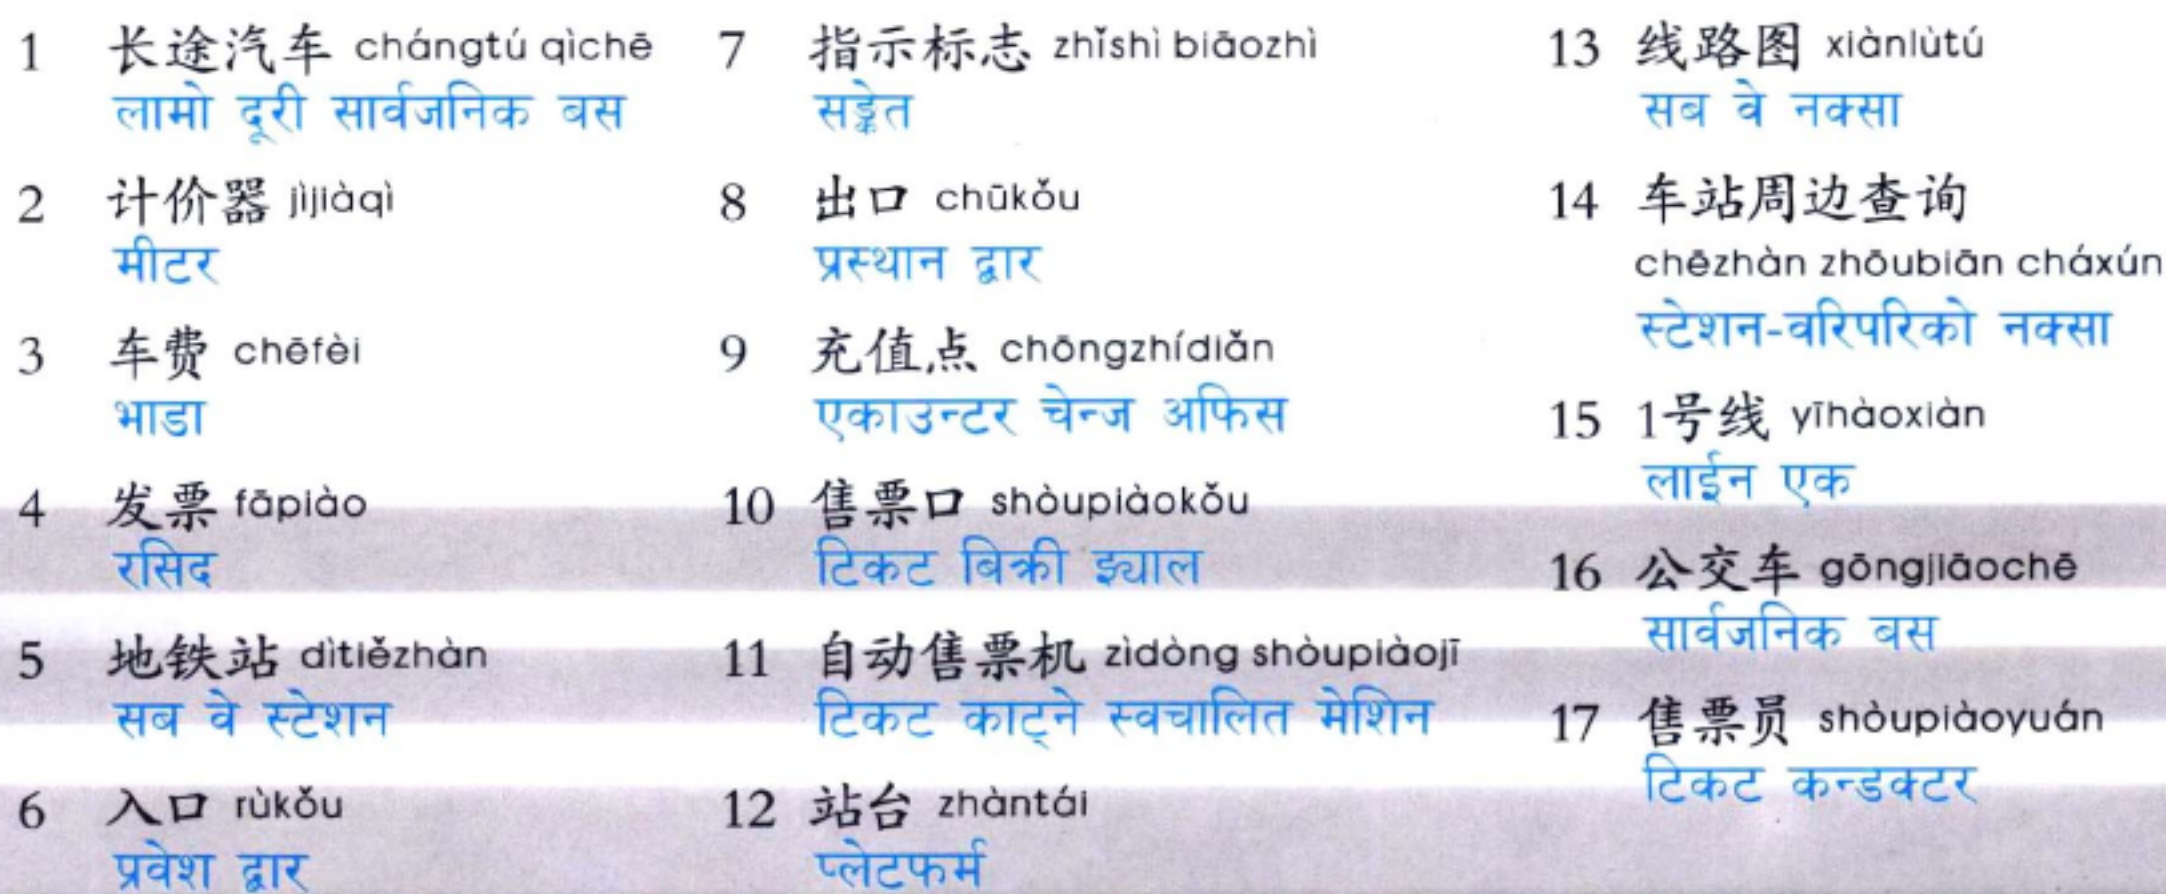 1 长途汽车 chángtú qìchē
लामो दूरी सार्वजनिक बस
2 计价器 jìjiàqì
मीटर
3 车费 chēfèi
भाडा
4 发票 fāpiào
रसिद
5 地铁站 dìtiězhàn
सब वे स्टेशन
6 入口 rùkǒu
प्रवेश द्वार
7 指示标志 zhǐshì biāozhì
सङ्केत
8 出口 chūkǒu
प्रस्थान द्वार
9 充值点 chōngzhídiǎn
एकाउन्टर चेन्ज अफिस
10 售票口 shòupiàokǒu
टिकट बिक्री झ्याल
11 自动售票机 zìdòng shòupiàojī
टिकट काट्ने स्वचालित मेशिन
12 站台 zhàntái
प्लेटफर्म
13 线路图 xiànlùtú
सब वे नक्सा
14 车站周边查询
chēzhàn zhōubiān cháxún
स्टेशन-वरिपरिको नक्सा
15 1号线 yīhàoxiàn
लाईन एक
16 公交车 gōngjiāochē
सार्वजनिक बस
17 售票员 shòupiàoyuán
टिकट कन्डक्टर